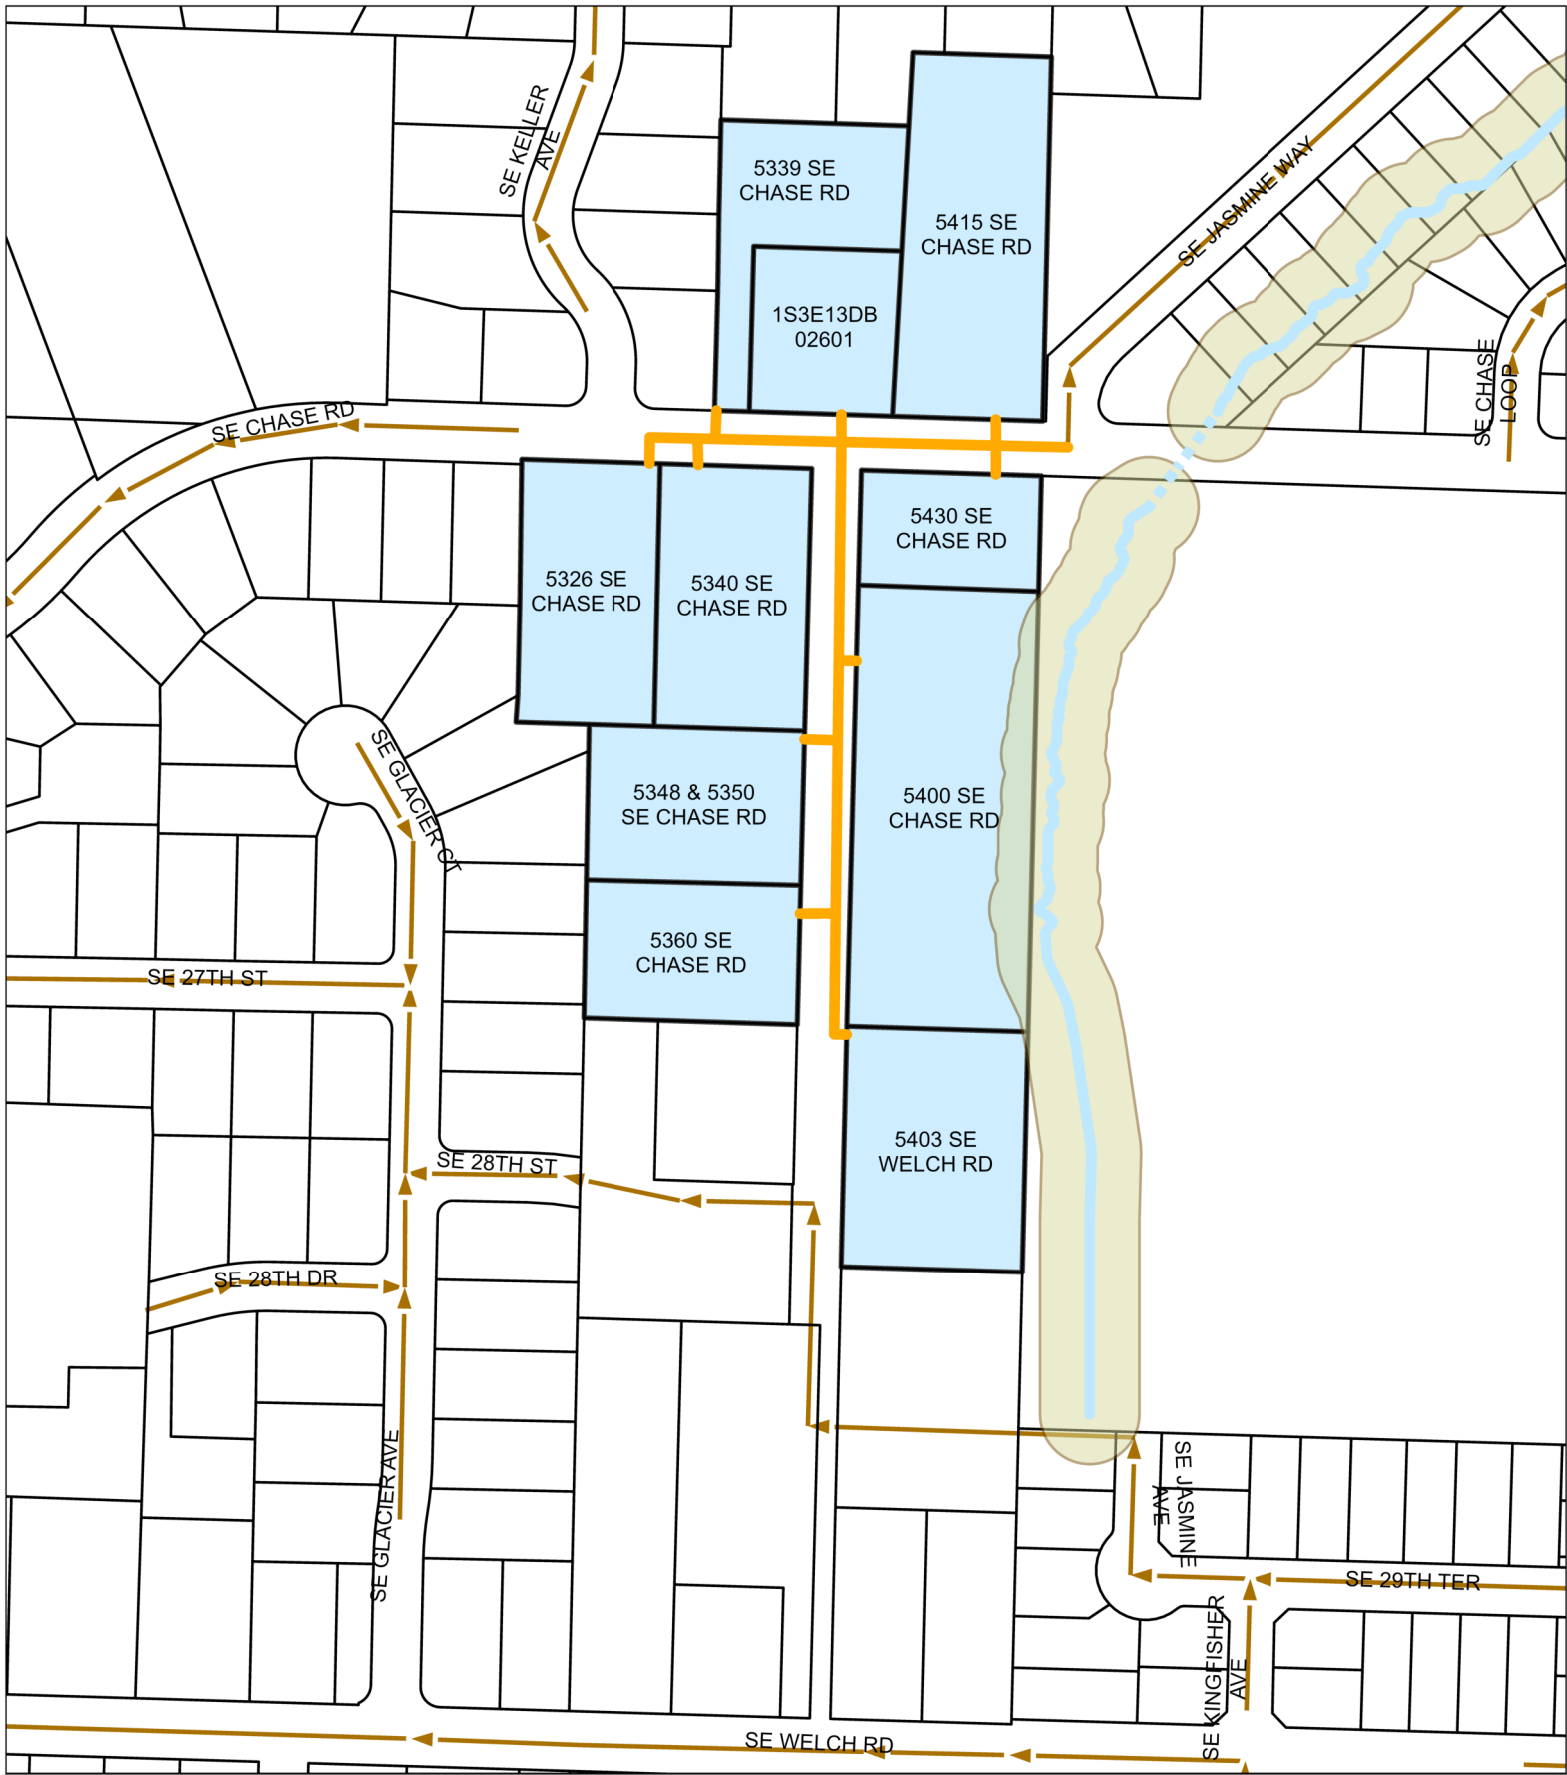 SE KELLER
AVE
5339 SE
CHASE RD
5415 SE
CHASE RD
SE JASMINE WAY
1S3E13DB
02601
SE CHASE
LOOP
SE CHASE RD
5430 SE
CHASE RD
5326 SE
CHASE RD
5340 SE
CHASE RD
SE GLACIER CT
5348 & 5350
SE CHASE RD
5400 SE
CHASE RD
5360 SE
CHASE RD
SE 27TH ST
5403 SE
WELCH RD
SE 28TH ST
SE 28TH DR
SE GLACIER AVE
SE JASMINE
AVE
SE 29TH TER
SE KINGFISHER
AVE
SE WELCH RD